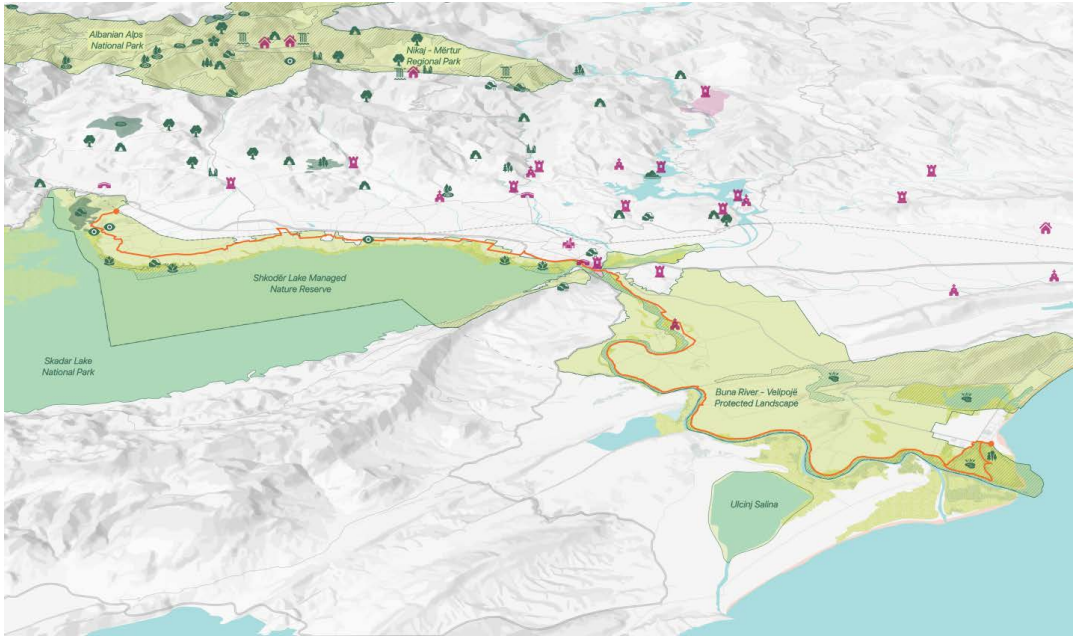 Albanian Alps
National Park
Nikaj - Mërtur
Regional Park
Shkodër Lake Managed
Nature Reserve
Skadar Lake
National Park
Buna River - Velipojë
Protected Landscape
Ulcinj Salina